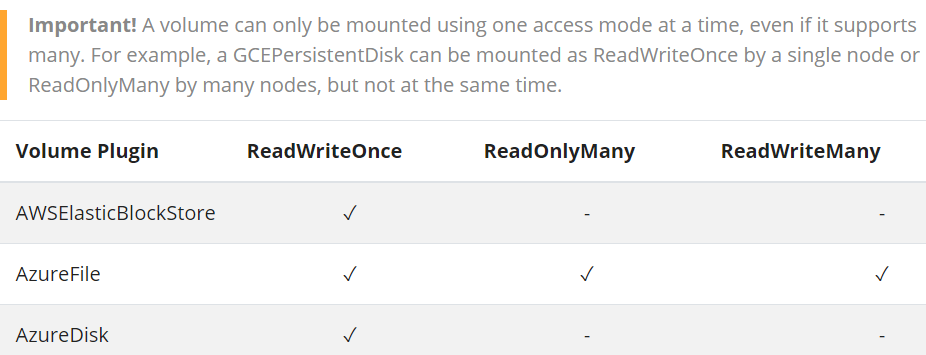 Important! A volume can only be mounted using one access mode at a time, even if it supports
many. For example, a GCEPersistentDisk can be mounted as ReadWriteOnce by a single node or
ReadOnlyMany by many nodes, but not at the same time.
Volume Plugin ReadWriteOnce ReadOnlyMany ReadWriteMany
AWSElasticBlockStore ✓ - -
AzureFile ✓ ✓ ✓
AzureDisk ✓ - -